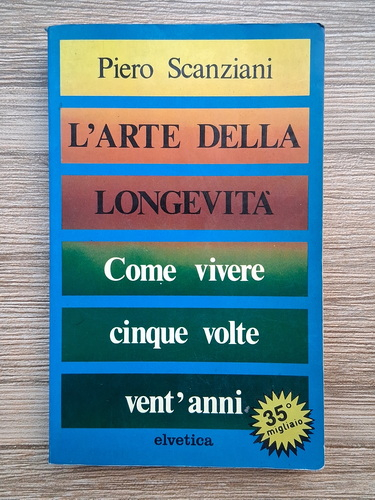 Piero Scanziani
L'ARTE DELLA
LONGEVITÀ
Come vivere
cinque volte
vent'anni
35°
migliaio
elvetica